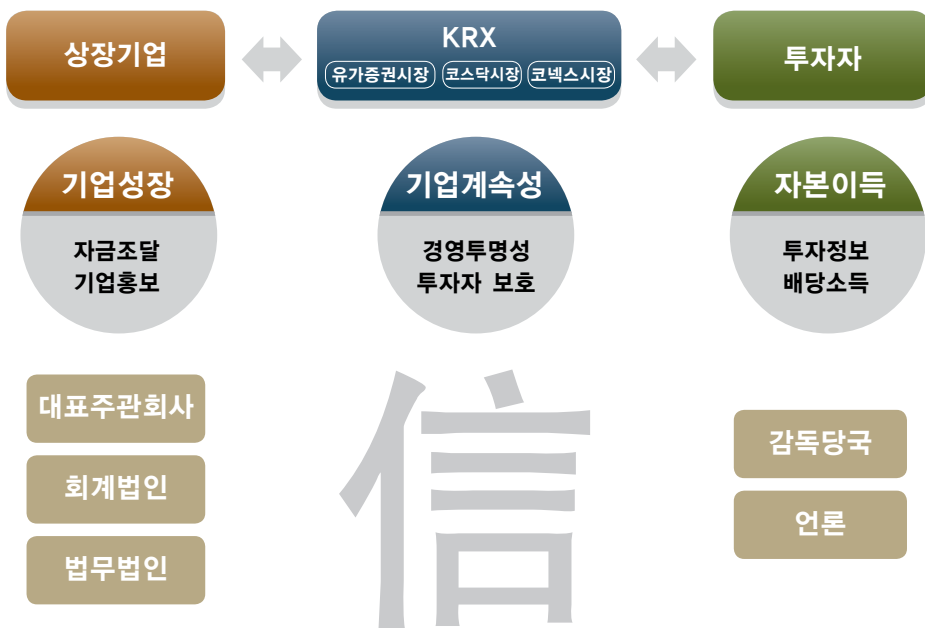 상장기업
KRX
유가증권시장 코스닥시장 코넥스시장
투자자
기업성장
자금조달
기업홍보
기업계속성
경영투명성
투자자 보호
자본이득
투자정보
배당소득
대표주관회사
회계법인
법무법인
信
감독당국
언론